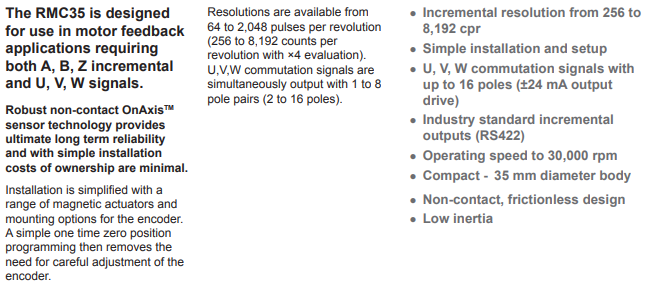 The RMC35 is designed
for use in motor feedback
applications requiring
both A, B, Z incremental
and U, V, W signals.
Robust non-contact OnAxis™
sensor technology provides
ultimate long term reliability
and with simple installation
costs of ownership are minimal.
Installation is simplified with a
range of magnetic actuators and
mounting options for the encoder.
A simple one time zero position
programming then removes the
need for careful adjustment of the
encoder.
Resolutions are available from
64 to 2,048 pulses per revolution
(256 to 8,192 counts per
revolution with ×4 evaluation).
U,V,W commutation signals are
simultaneously output with 1 to 8
pole pairs (2 to 16 poles).
● Incremental resolution from 256 to
8,192 cpr
● Simple installation and setup
● U, V, W commutation signals with
up to 16 poles (±24 mA output
drive)
● Industry standard incremental
outputs (RS422)
● Operating speed to 30,000 rpm
● Compact - 35 mm diameter body
● Non-contact, frictionless design
● Low inertia